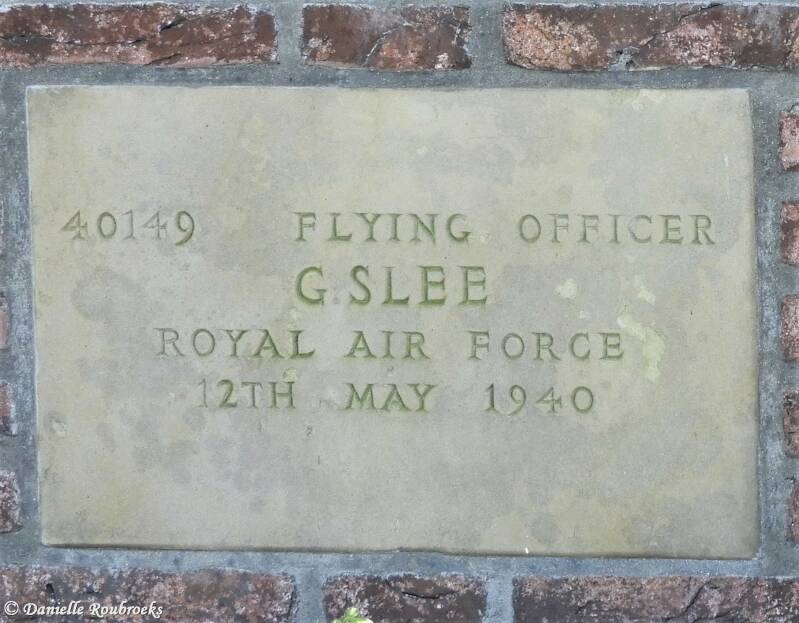 40149 FLYING OFFICER
G. SLEE
ROYAL AIR FORCE
12TH MAY 1940
© Danielle Roubroeks